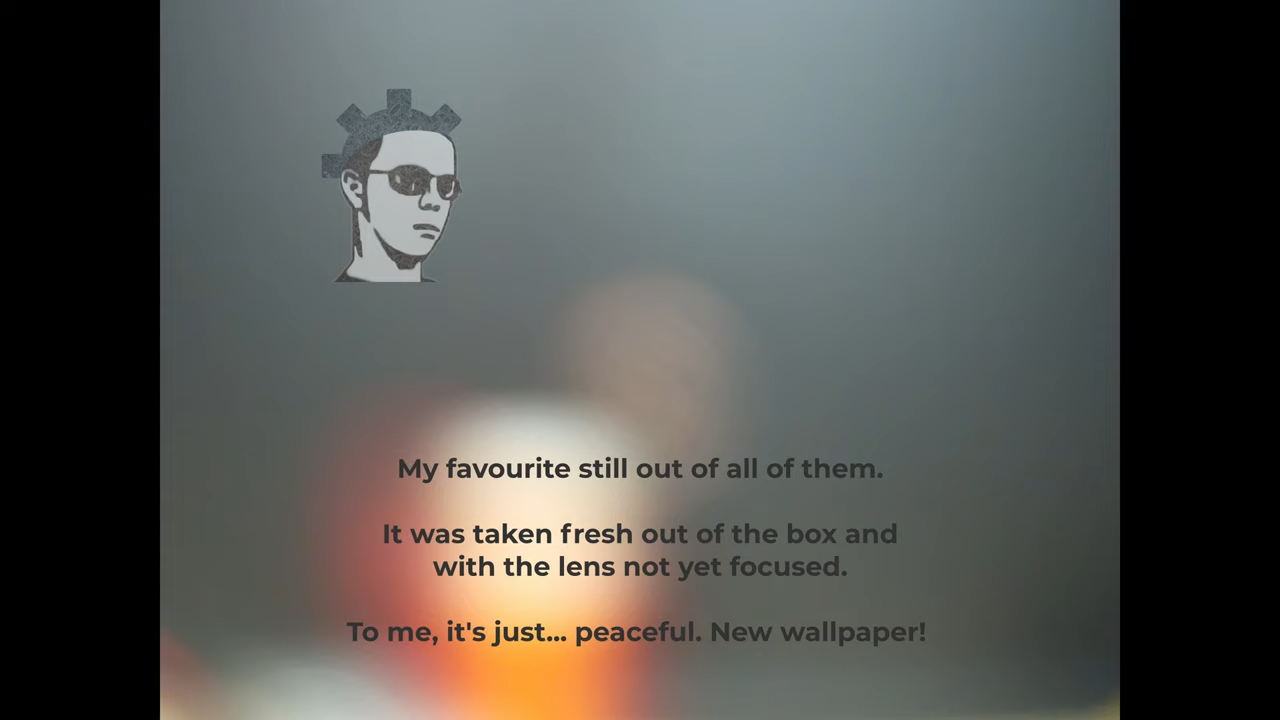 My favourite still out of all of them.
It was taken fresh out of the box and
with the lens not yet focused.
To me, it's just... peaceful. New wallpaper!